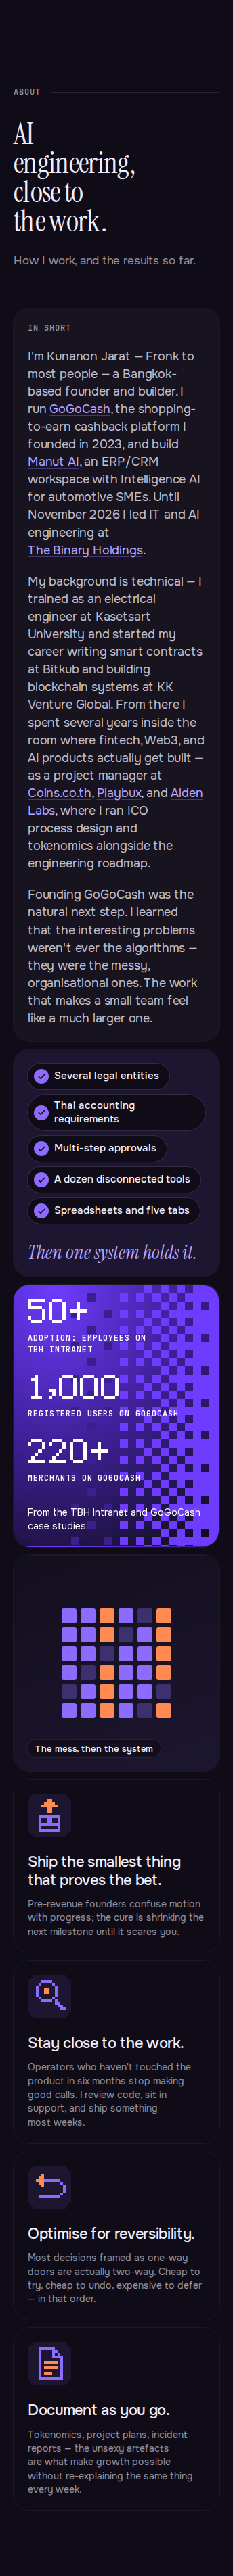 ABOUT
AI
engineering,
close to
the work.
How I work, and the results so far.
IN SHORT
I'm Kunanon Jarat — Fronk to
most people — a Bangkok-
based founder and builder. I
run GoGoCash, the shopping-
to-earn cashback platform I
founded in 2023, and build
Manut AI, an ERP/CRM
workspace with Intelligence AI
for automotive SMEs. Until
November 2026 I led IT and AI
engineering at
The Binary Holdings.
My background is technical — I
trained as an electrical
engineer at Kasetsart
University and started my
career writing smart contracts
at Bitkub and building
blockchain systems at KK
Venture Global. From there I
spent several years inside the
room where fintech, Web3, and
AI products actually get built —
as a project manager at
Coins.co.th, Playbux, and Aiden
Labs, where I ran ICO
process design and
tokenomics alongside the
engineering roadmap.
Founding GoGoCash was the
natural next step. I learned
that the interesting problems
weren't ever the algorithms —
they were the messy,
organisational ones. The work
that makes a small team feel
like a much larger one.
Several legal entities
Thai accounting
requirements
Multi-step approvals
A dozen disconnected tools
Spreadsheets and five tabs
Then one system holds it.
50+
ADOPTION: EMPLOYEES ON
TBH INTRANET
1,000
REGISTERED USERS ON GOGOCASH
220+
MERCHANTS ON GOGOCASH
From the TBH Intranet and GoGoCash
case studies.
The mess, then the system
Ship the smallest thing
that proves the bet.
Pre-revenue founders confuse motion
with progress; the cure is shrinking the
next milestone until it scares you.
Stay close to the work.
Operators who haven't touched the
product in six months stop making
good calls. I review code, sit in
support, and ship something
most weeks.
Optimise for reversibility.
Most decisions framed as one-way
doors are actually two-way. Cheap to
try, cheap to undo, expensive to defer
— in that order.
Document as you go.
Tokenomics, project plans, incident
reports — the unsexy artefacts
are what make growth possible
without re-explaining the same thing
every week.